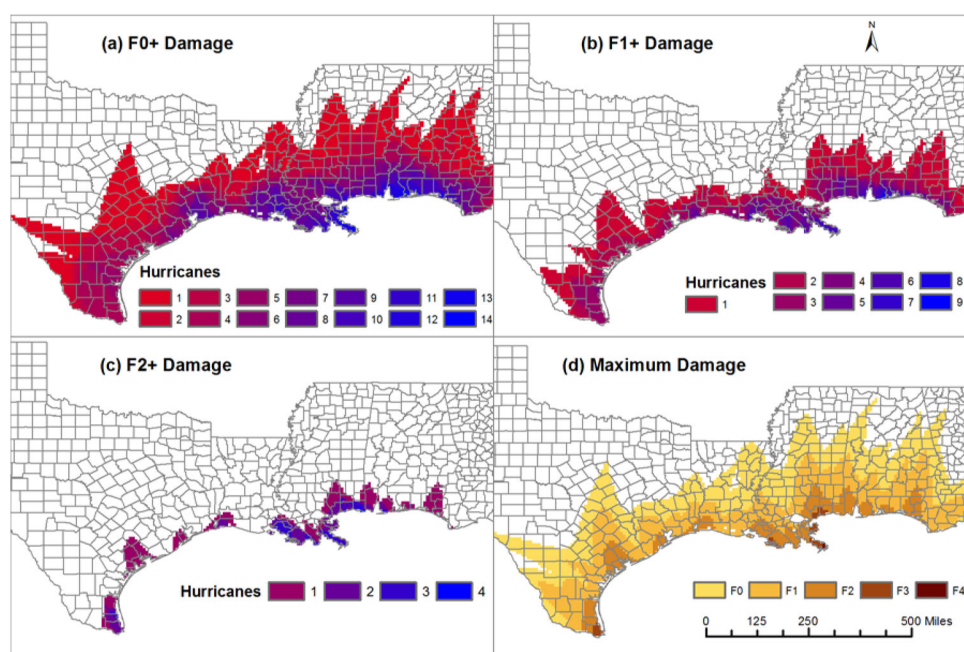 (a) F0+ Damage
Hurricanes
1 3 5 7 9 11 13
2 4 6 8 10 12 14
(b) F1+ Damage
N
2 4 6 8
1 3 5 7 9
(c) F2+ Damage
Hurricanes 1 2 3 4
(d) Maximum Damage
F0 F1 F2 F3 F4
0 125 250 500 Miles